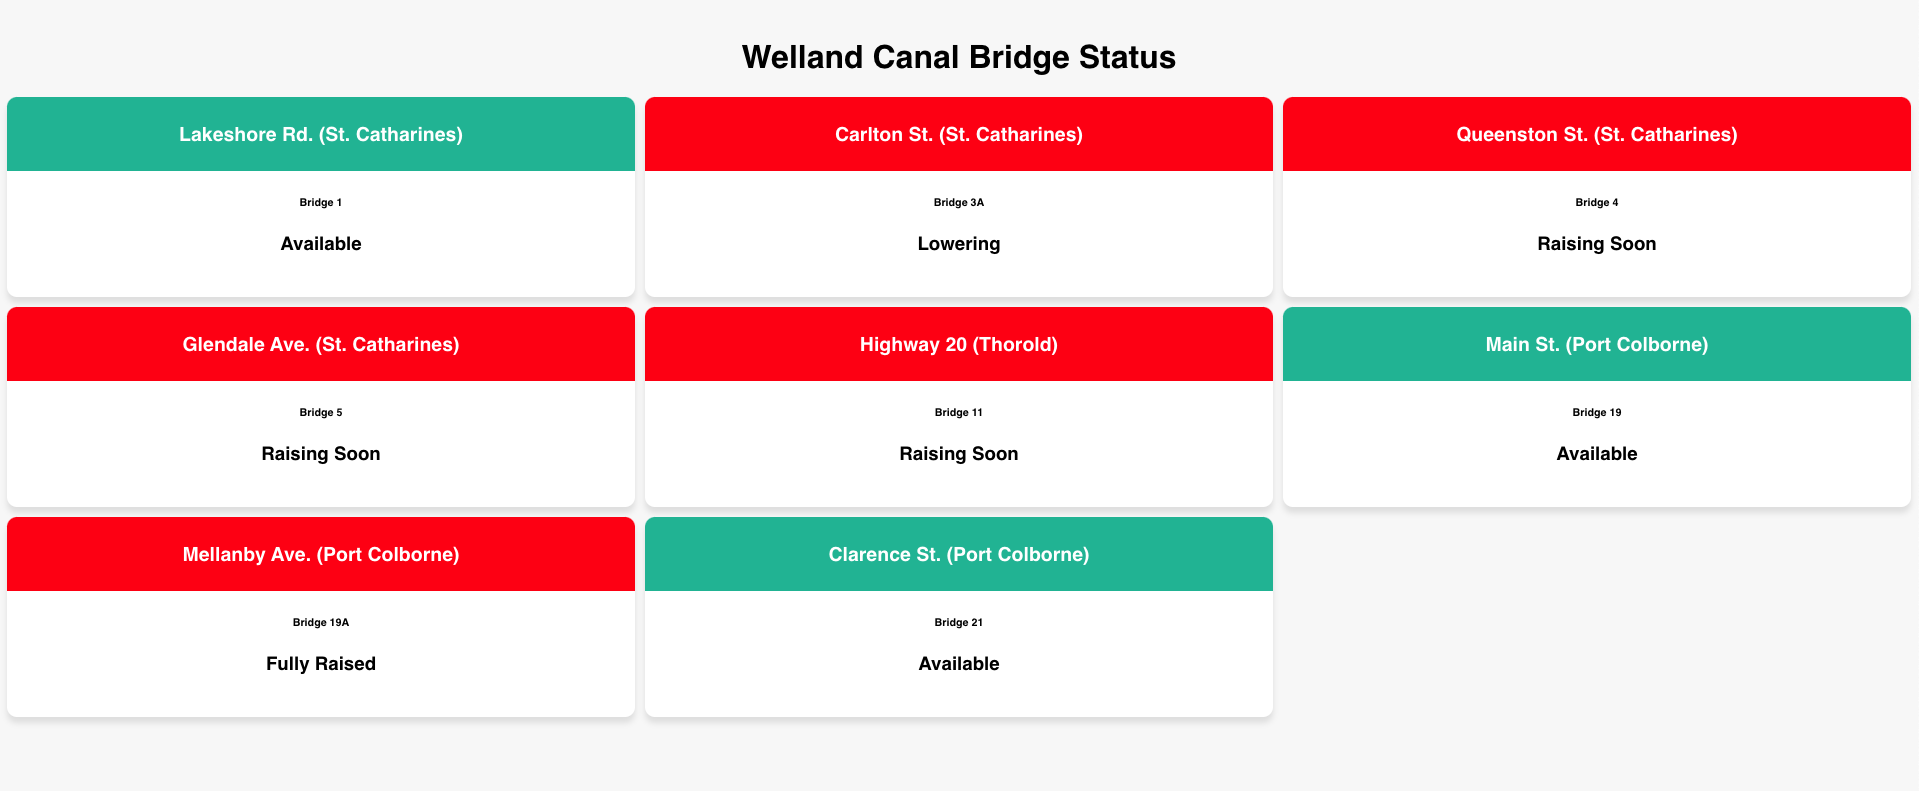 Welland Canal Bridge Status
Lakeshore Rd. (St. Catharines)
Bridge 1
Available
Carlton St. (St. Catharines)
Bridge 3A
Lowering
Queenston St. (St. Catharines)
Bridge 4
Raising Soon
Glendale Ave. (St. Catharines)
Bridge 5
Raising Soon
Highway 20 (Thorold)
Bridge 11
Raising Soon
Main St. (Port Colborne)
Bridge 19
Available
Mellanby Ave. (Port Colborne)
Bridge 19A
Fully Raised
Clarence St. (Port Colborne)
Bridge 21
Available